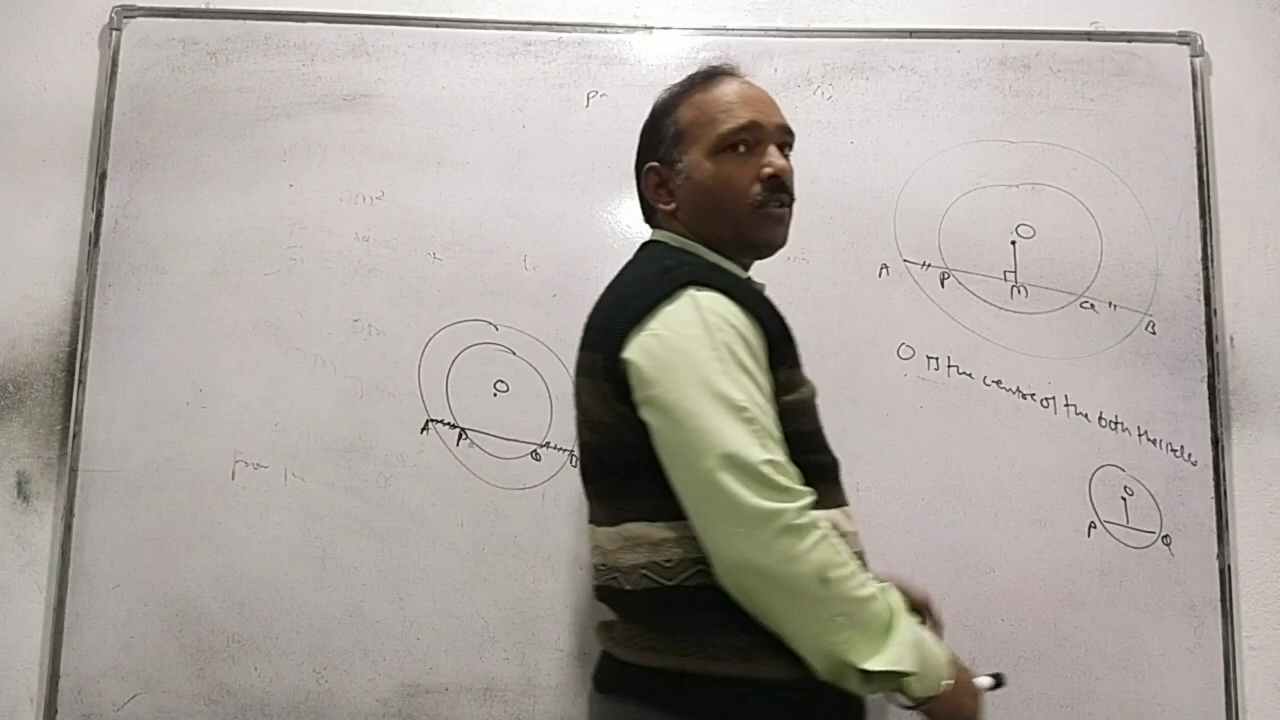 O
A
P
M
Q
B
O is the centre of the both the circles
O
A
P
Q
B
O
P
Q